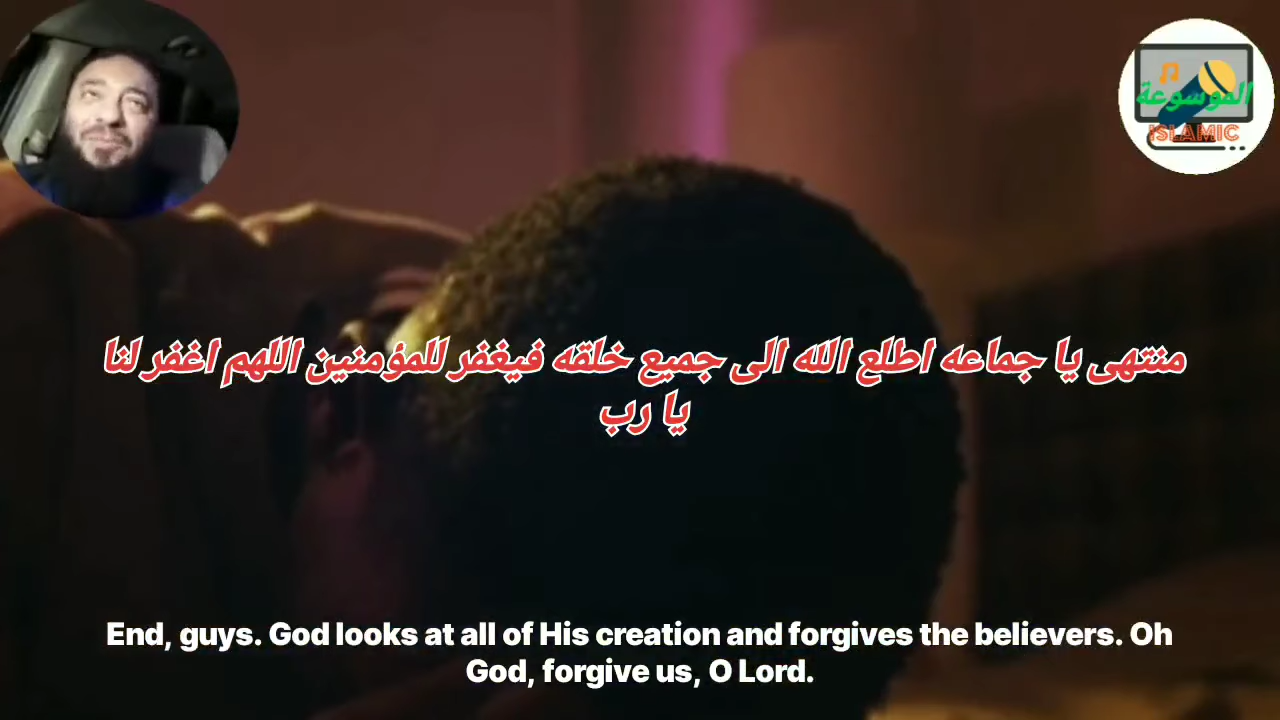 الموسوعة
ISLAMIC
منتهى يا جماعه اطلع الله الى جميع خلقه فيغفر للمؤمنين اللهم اغفر لنا
يا رب
End, guys. God looks at all of His creation and forgives the believers. Oh
God, forgive us, O Lord.